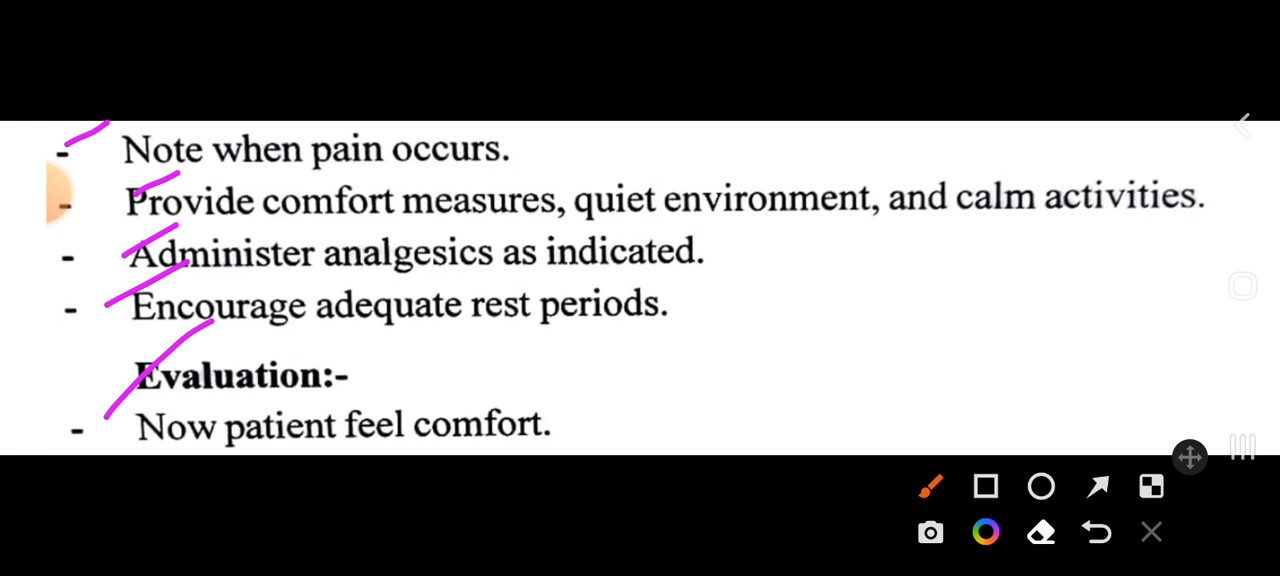 - Note when pain occurs.
- Provide comfort measures, quiet environment, and calm activities.
- Administer analgesics as indicated.
- Encourage adequate rest periods.
Evaluation:-
- Now patient feel comfort.